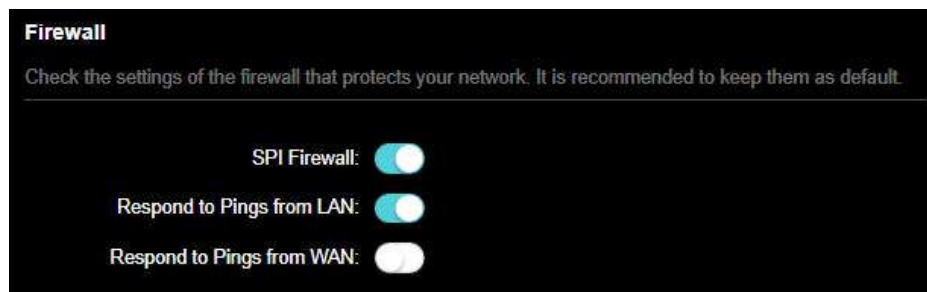 Firewall
Check the settings of the firewall that protects your network. It is recommended to keep them as default.
SPI Firewall:
Respond to Pings from LAN:
Respond to Pings from WAN: